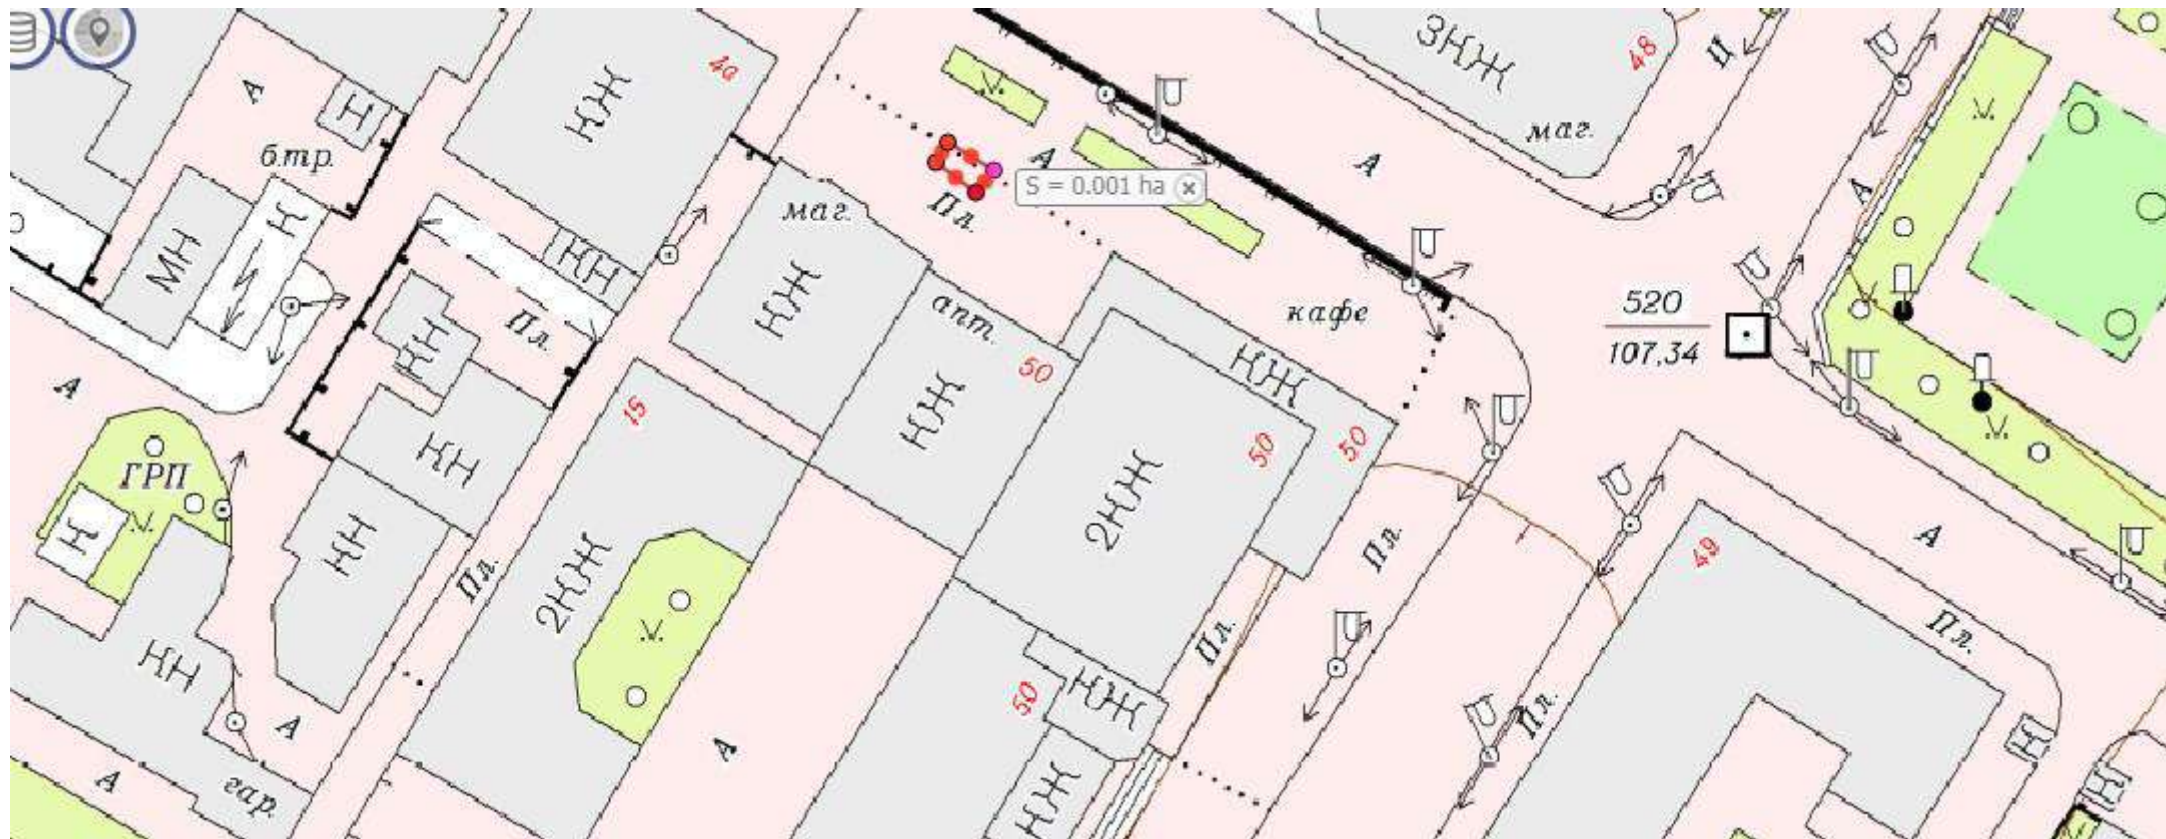 4а
КЖ
3КЖ
48
П
А
Н
б.тр.
маг.
А
S = 0.001 ha
А
А
маг.
Пл.
КН
Н
МН
КЖ
Пл.
апт.
кафе
520
107,34
КН
КЖ
50
КЖ
А
15
50
50
КН
2КЖ
ГРП
Н
КН
2КЖ
Пл.
49
А
Пл.
Пл.
Пл.
КН
50
КЖ
Пл.
Н
А
А
А
гар.
КЖ
Н